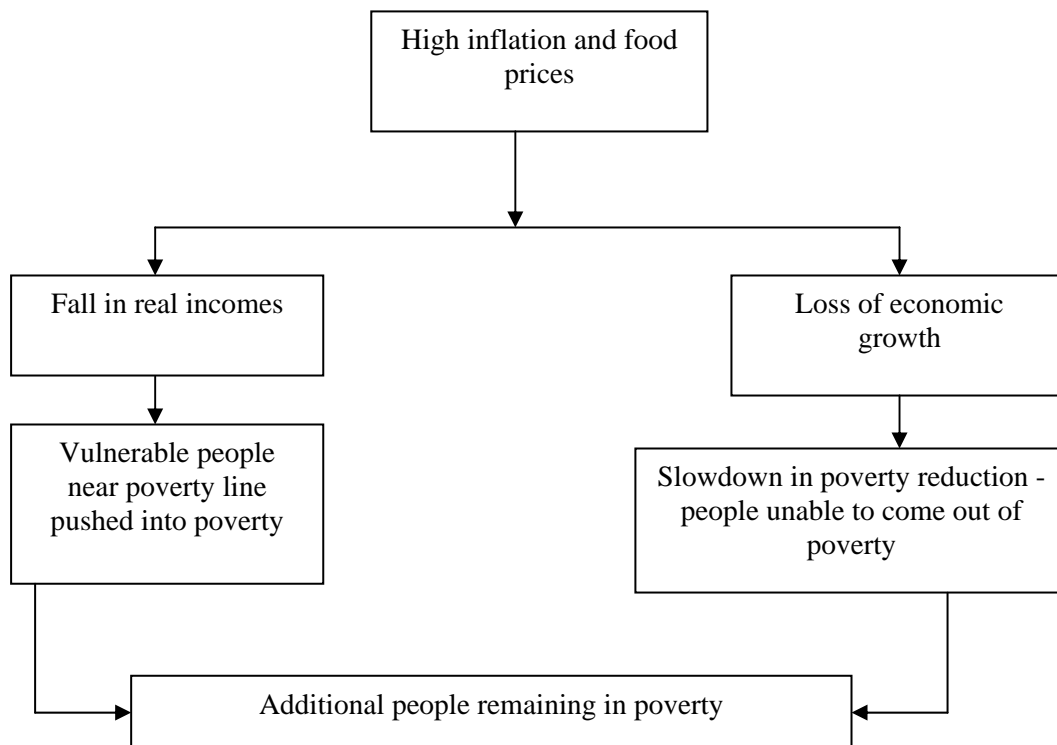 High inflation and food
prices
Fall in real incomes
Loss of economic
growth
Vulnerable people
near poverty line
pushed into poverty
Slowdown in poverty reduction -
people unable to come out of
poverty
Additional people remaining in poverty